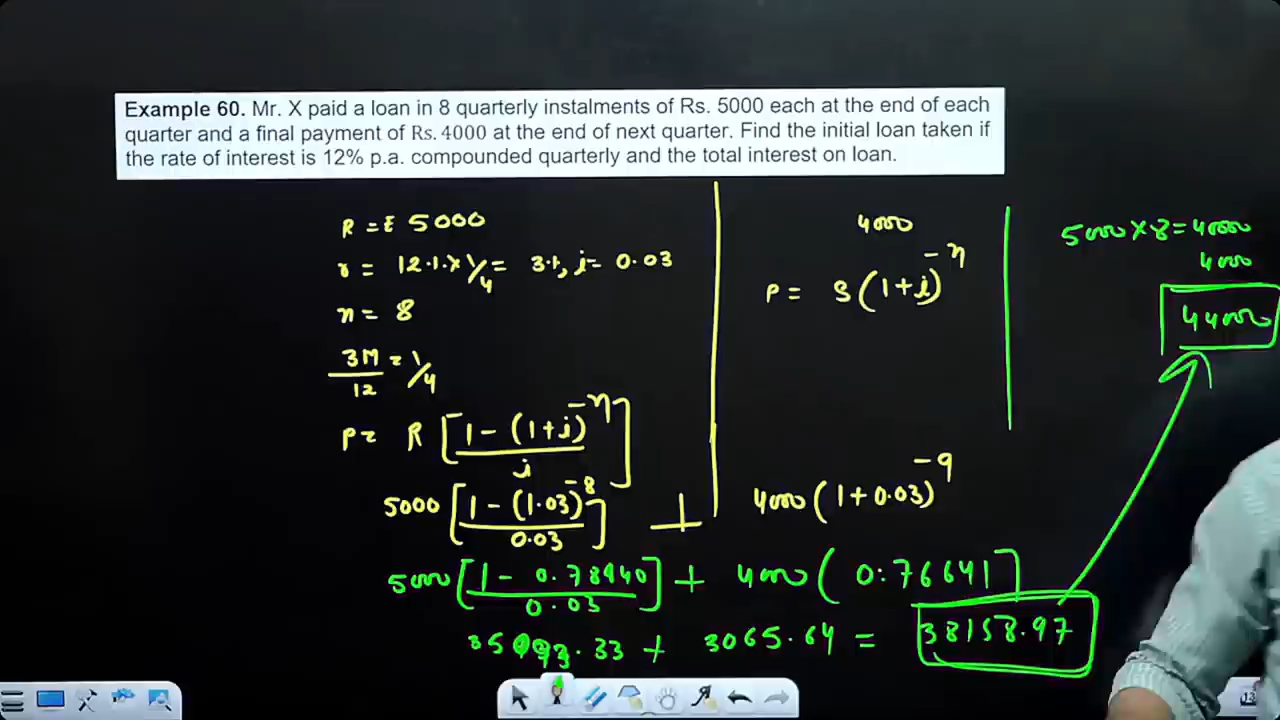 Example 60. Mr. X paid a loan in 8 quarterly instalments of Rs. 5000 each at the end of each
quarter and a final payment of Rs. 4000 at the end of next quarter. Find the initial loan taken if
the rate of interest is 12% p.a. compounded quarterly and the total interest on loan.
R = ₹ 5000
r = 12% × 1/4 = 3%, i = 0.03
n = 8
3M/12 = 1/4
P = R [1 - (1+i)^-n / i]
5000 [1 - (1.03)^-8 / 0.03] +
4000
P = S(1+i)^-n
4000 (1+0.03)^-9
5000 × 8 = 40000
4000
44000
5000 [1 - 0.78940 / 0.03] + 4000 (0.76641)
+ 3065.64 = 38158.97